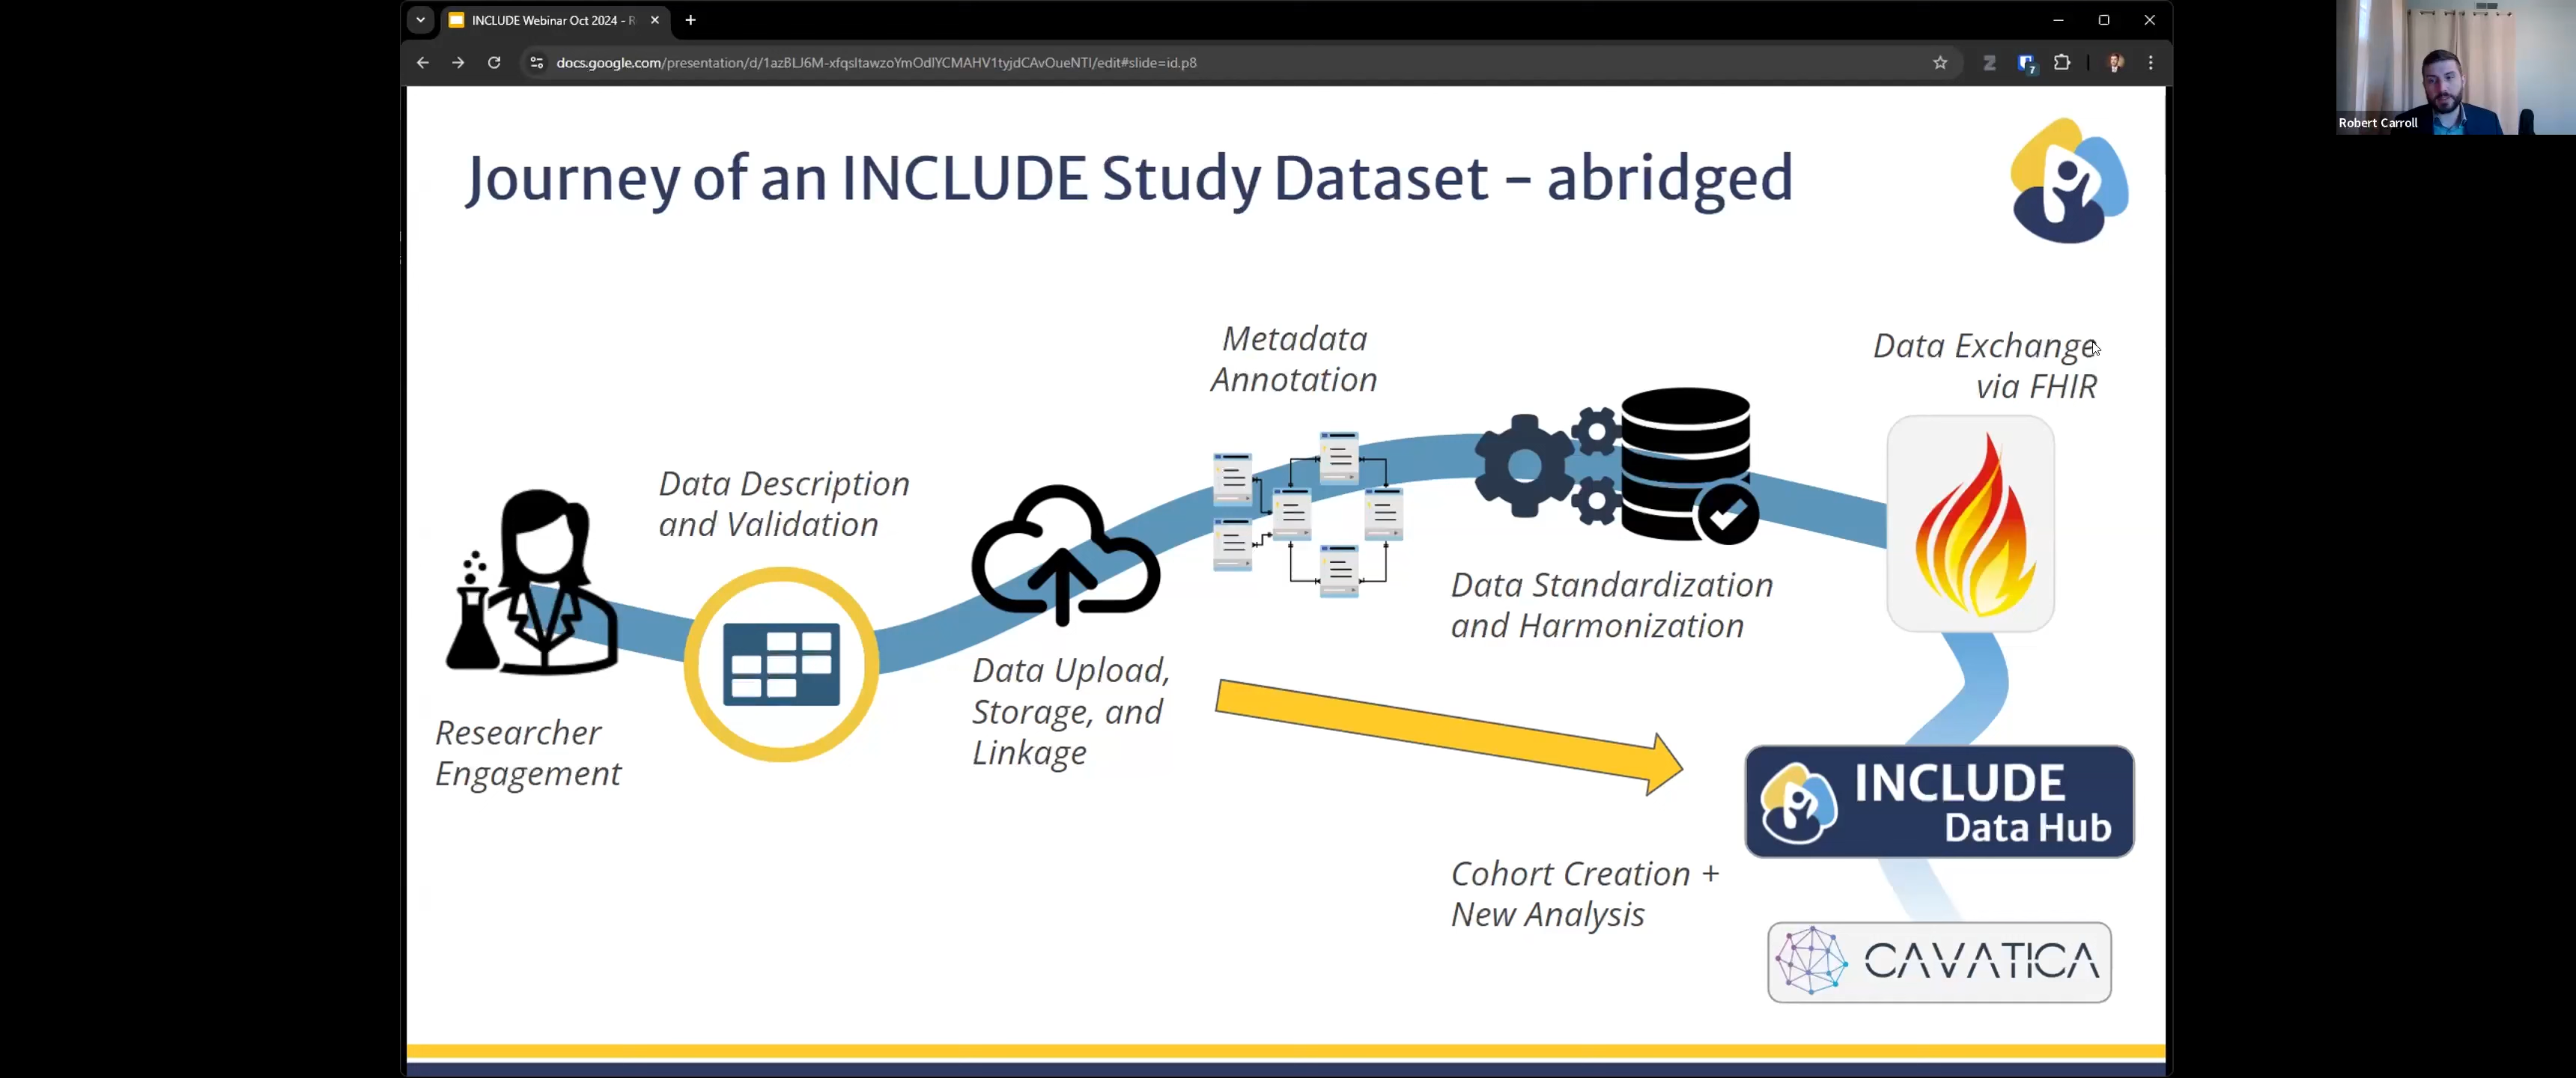 INCLUDE Webinar Oct 2024 - R
docs.google.com/presentation/d/1azBLJ6M-xfqsItawzoYmOdlYCMAHV1tyjdCAvOueNTI/edit#slide=id.p8
7
Robert Carroll
Journey of an INCLUDE Study Dataset – abridged
Metadata
Annotation
Data Exchange
via FHIR
Data Description
and Validation
Data Standardization
and Harmonization
Data Upload,
Storage, and
Linkage
Researcher
Engagement
INCLUDE
Data Hub
Cohort Creation +
New Analysis
CAVATICA